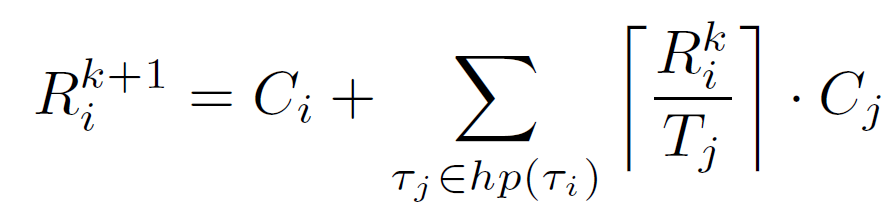 $R_i^{k+1} = C_i + \sum_{\tau_j \in hp(\tau_i)} \left\lceil \frac{R_i^k}{T_j} \right\rceil \cdot C_j$